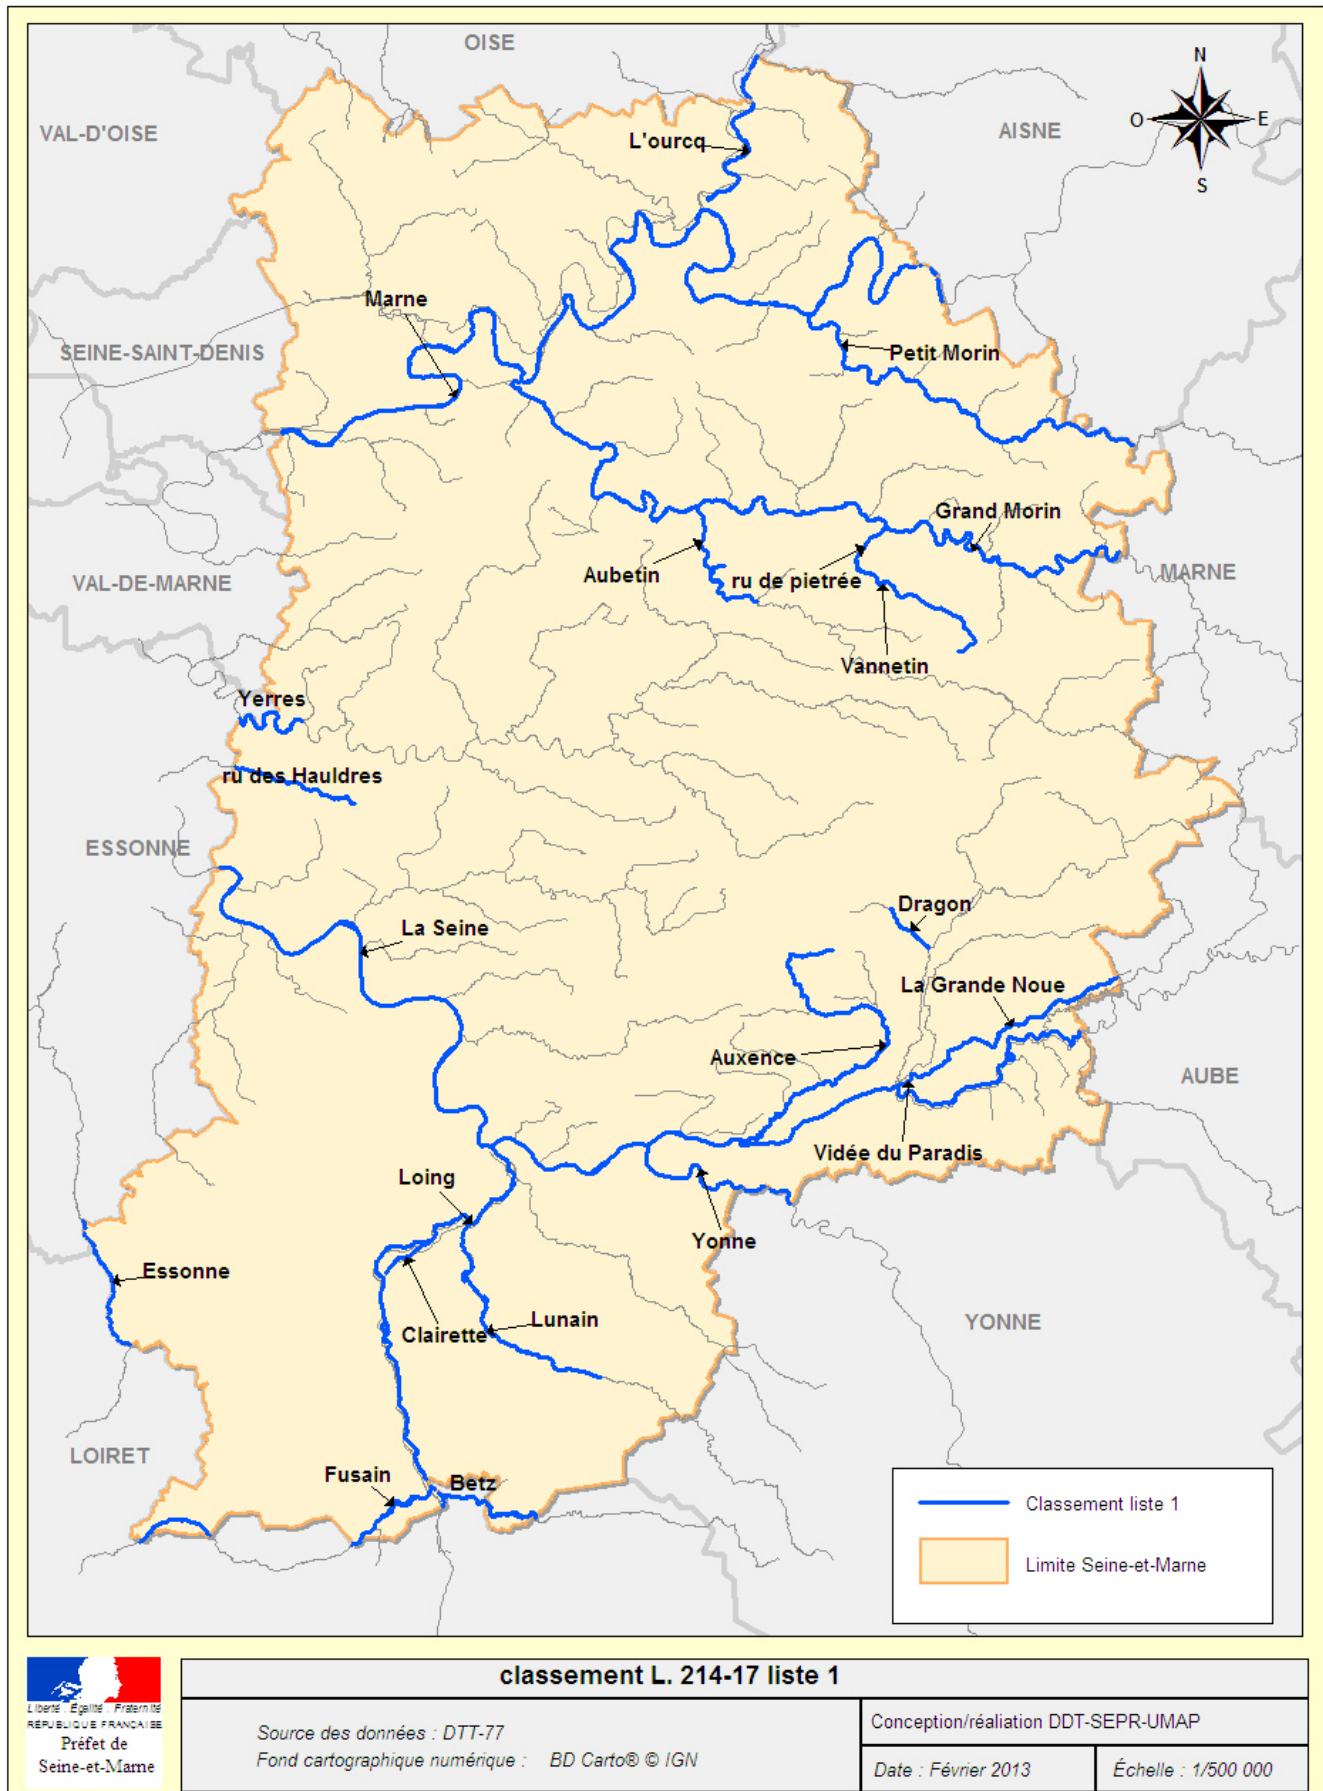 OISE
N
VAL-D'OISE
AISNE
O
E
L'ourcq
S
Marne
SEINE-SAINT-DENIS
Petit Morin
Grand Morin
Aubetin
ru de pietrée
MARNE
VAL-DE-MARNE
Vannetin
Yerres
ru des Hauldres
ESSONNE
Dragon
La Seine
La Grande Noue
Auxence
AUBE
Vidée du Paradis
Loing
Yonne
Essonne
Clairette
Lunain
YONNE
LOIRET
Fusain
Betz
Classement liste 1
Limite Seine-et-Marne
Liberté . Égalité . Fraternité
RÉPUBLIQUE FRANÇAISE
Préfet de
Seine-et-Marne
classement L. 214-17 liste 1
Source des données : DTT-77
Fond cartographique numérique : BD Carto® © IGN
Conception/réaliation DDT-SEPR-UMAP
Date : Février 2013
Échelle : 1/500 000